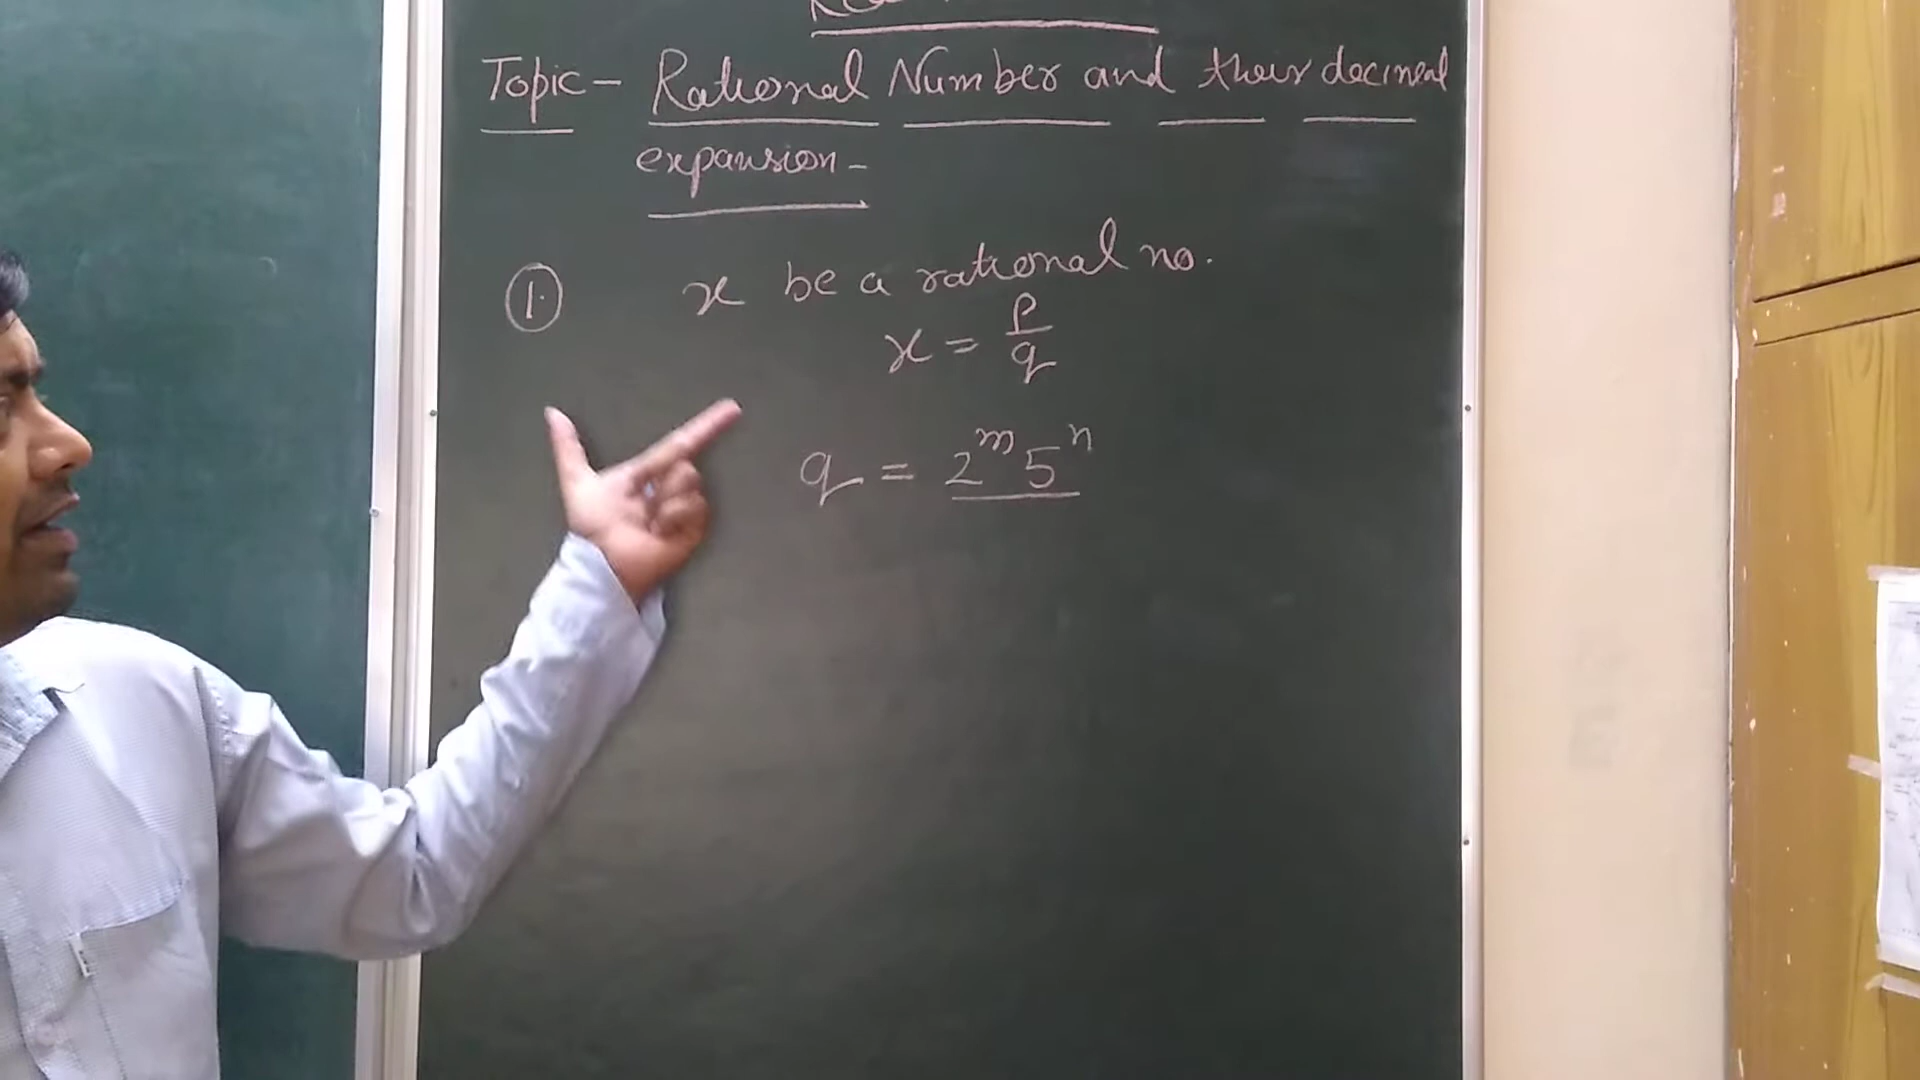 Topic - Rational Number and their decimal
expansion -
1. x be a rational no.
x = p/q
q = 2^m 5^n